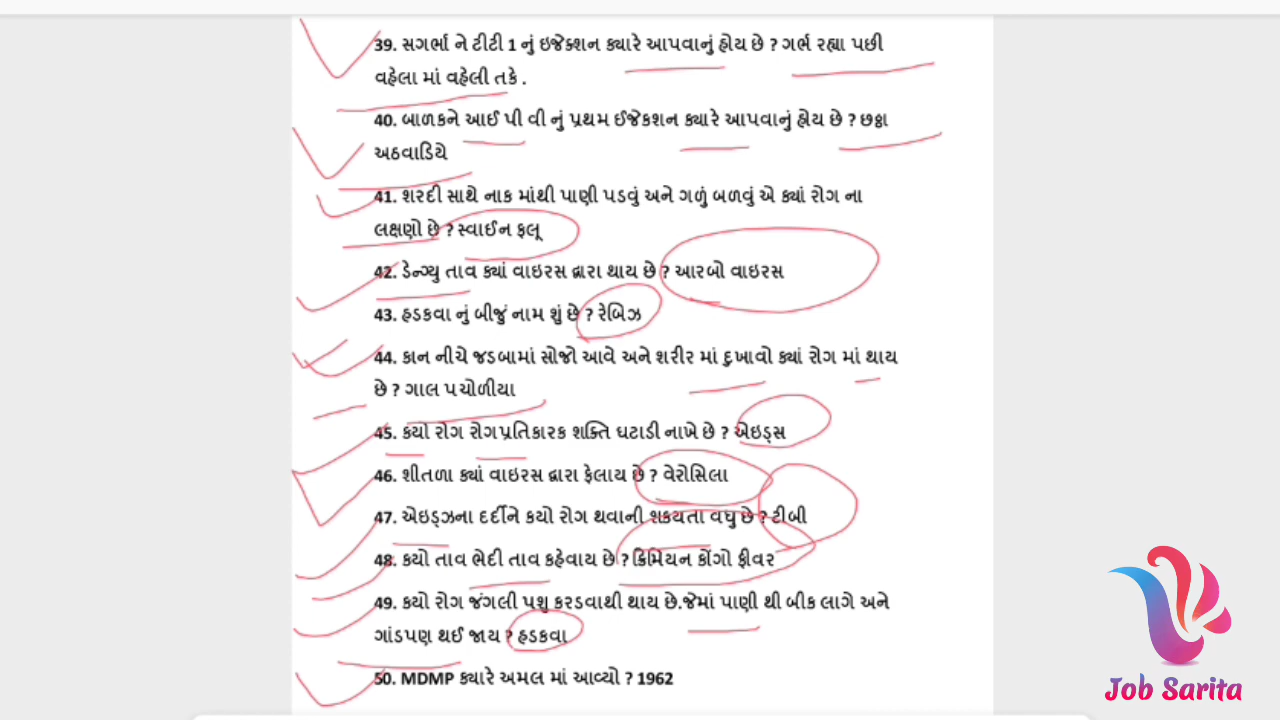 39. સગર્ભા ને ટીટી 1 નું ઇજેક્શન ક્યારે આપવાનું હોય છે ? ગર્ભ રહ્યા પછી
વહેલા માં વહેલી તકે .
40. બાળકને આઈ પી વી નું પ્રથમ ઈજેકશન ક્યારે આપવાનું હોય છે ? છઠ્ઠા
અઠવાડિયે
41. શરદી સાથે નાક માંથી પાણી પડવું અને ગળું બળવું એ ક્યાં રોગ ના
લક્ષણો છે ? સ્વાઈન ફલૂ
42. ડેન્ગ્યુ તાવ ક્યાં વાઇરસ દ્વારા થાય છે ? આરબો વાઇરસ
43. હડકવા નું બીજું નામ શું છે ? રેબિઝ
44. કાન નીચે જડબામાં સોજો આવે અને શરીર માં દુખાવો ક્યાં રોગ માં થાય
છે ? ગાલ પચોળીયા
45. કયો રોગ રોગપ્રતિકારક શક્તિ ઘટાડી નાખે છે ? એઇડ્સ
46. શીતળા ક્યાં વાઇરસ દ્વારા ફેલાય છે ? વેરોસિલા
47. એઇડ્ઝના દર્દીને કયો રોગ થવાની શકયતા વધુ છે ? ટીબી
48. કયો તાવ ભેદી તાવ કહેવાય છે ? ક્રિમિયન કોંગો ફીવર
49. કયો રોગ જંગલી પશુ કરડવાથી થાય છે.જેમાં પાણી થી બીક લાગે અને
ગાંડપણ થઈ જાય ? હડકવા
50. MDMP ક્યારે અમલ માં આવ્યો ? 1962
Job Sarita